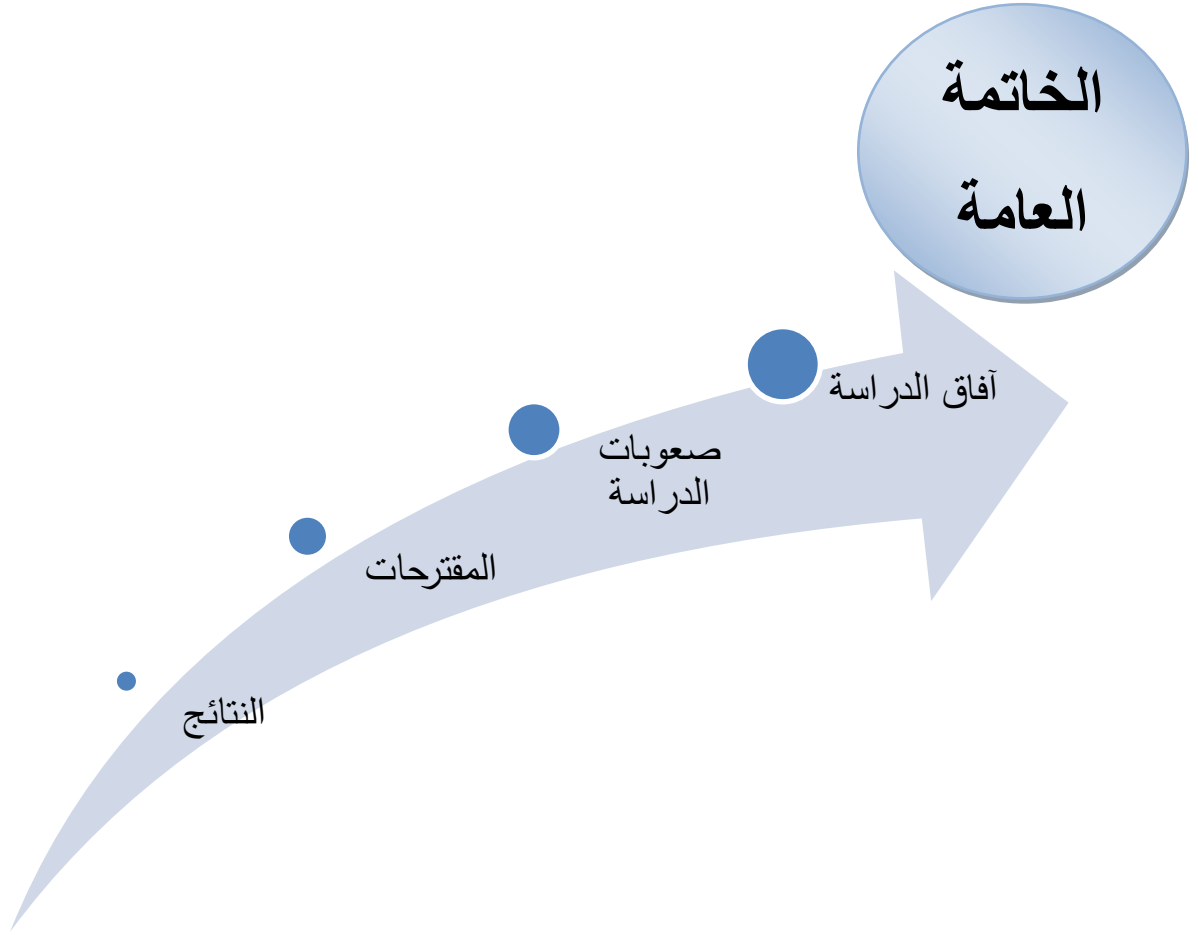 الخاتمة
العامة
آفاق الدراسة
صعوبات
الدراسة
المقترحات
النتائج